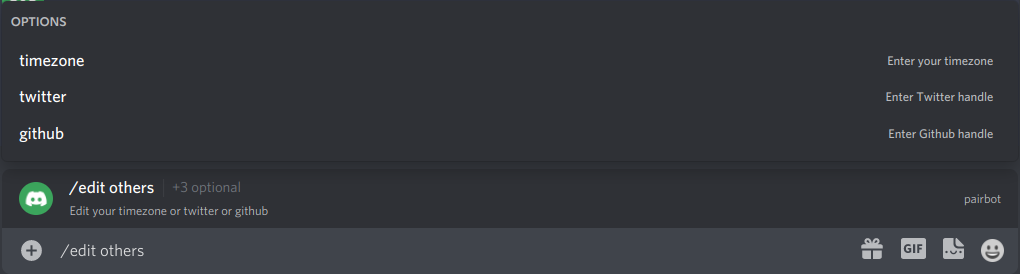 OPTIONS
timezone Enter your timezone
twitter Enter Twitter handle
github Enter Github handle
/edit others +3 optional
Edit your timezone or twitter or github pairbot
/edit others GIF